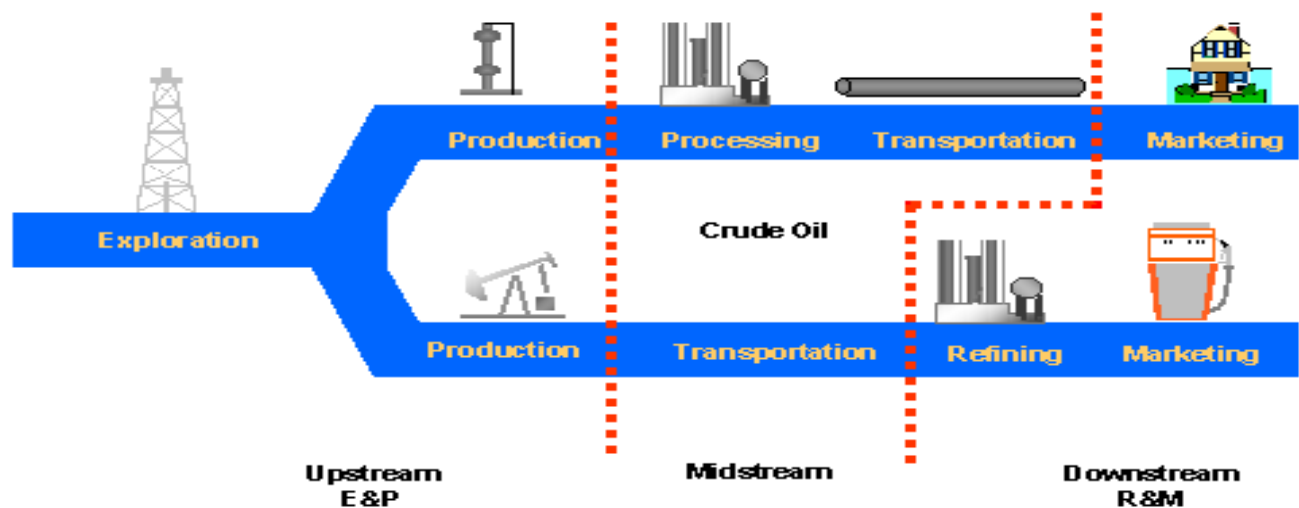 Production Processing Transportation Marketing
Exploration
Crude Oil
Production Transportation Refining Marketing
Upstream Midstream Downstream
E&P R&M